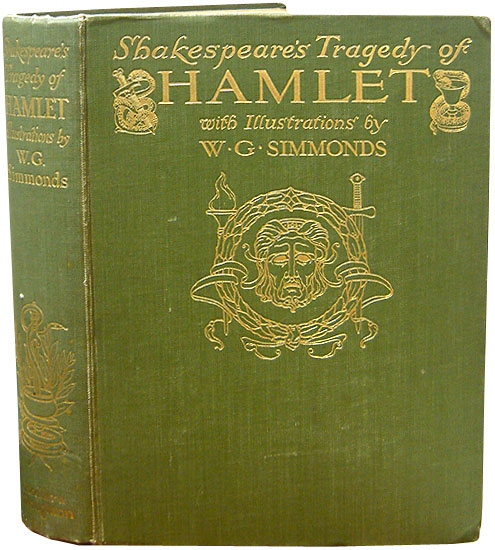 Shakespeare's
Tragedy of
HAMLET
Illustrations by
W.G.
Simmonds
Shakespeare's Tragedy of
HAMLET
with Illustrations by
W·G·SIMMONDS